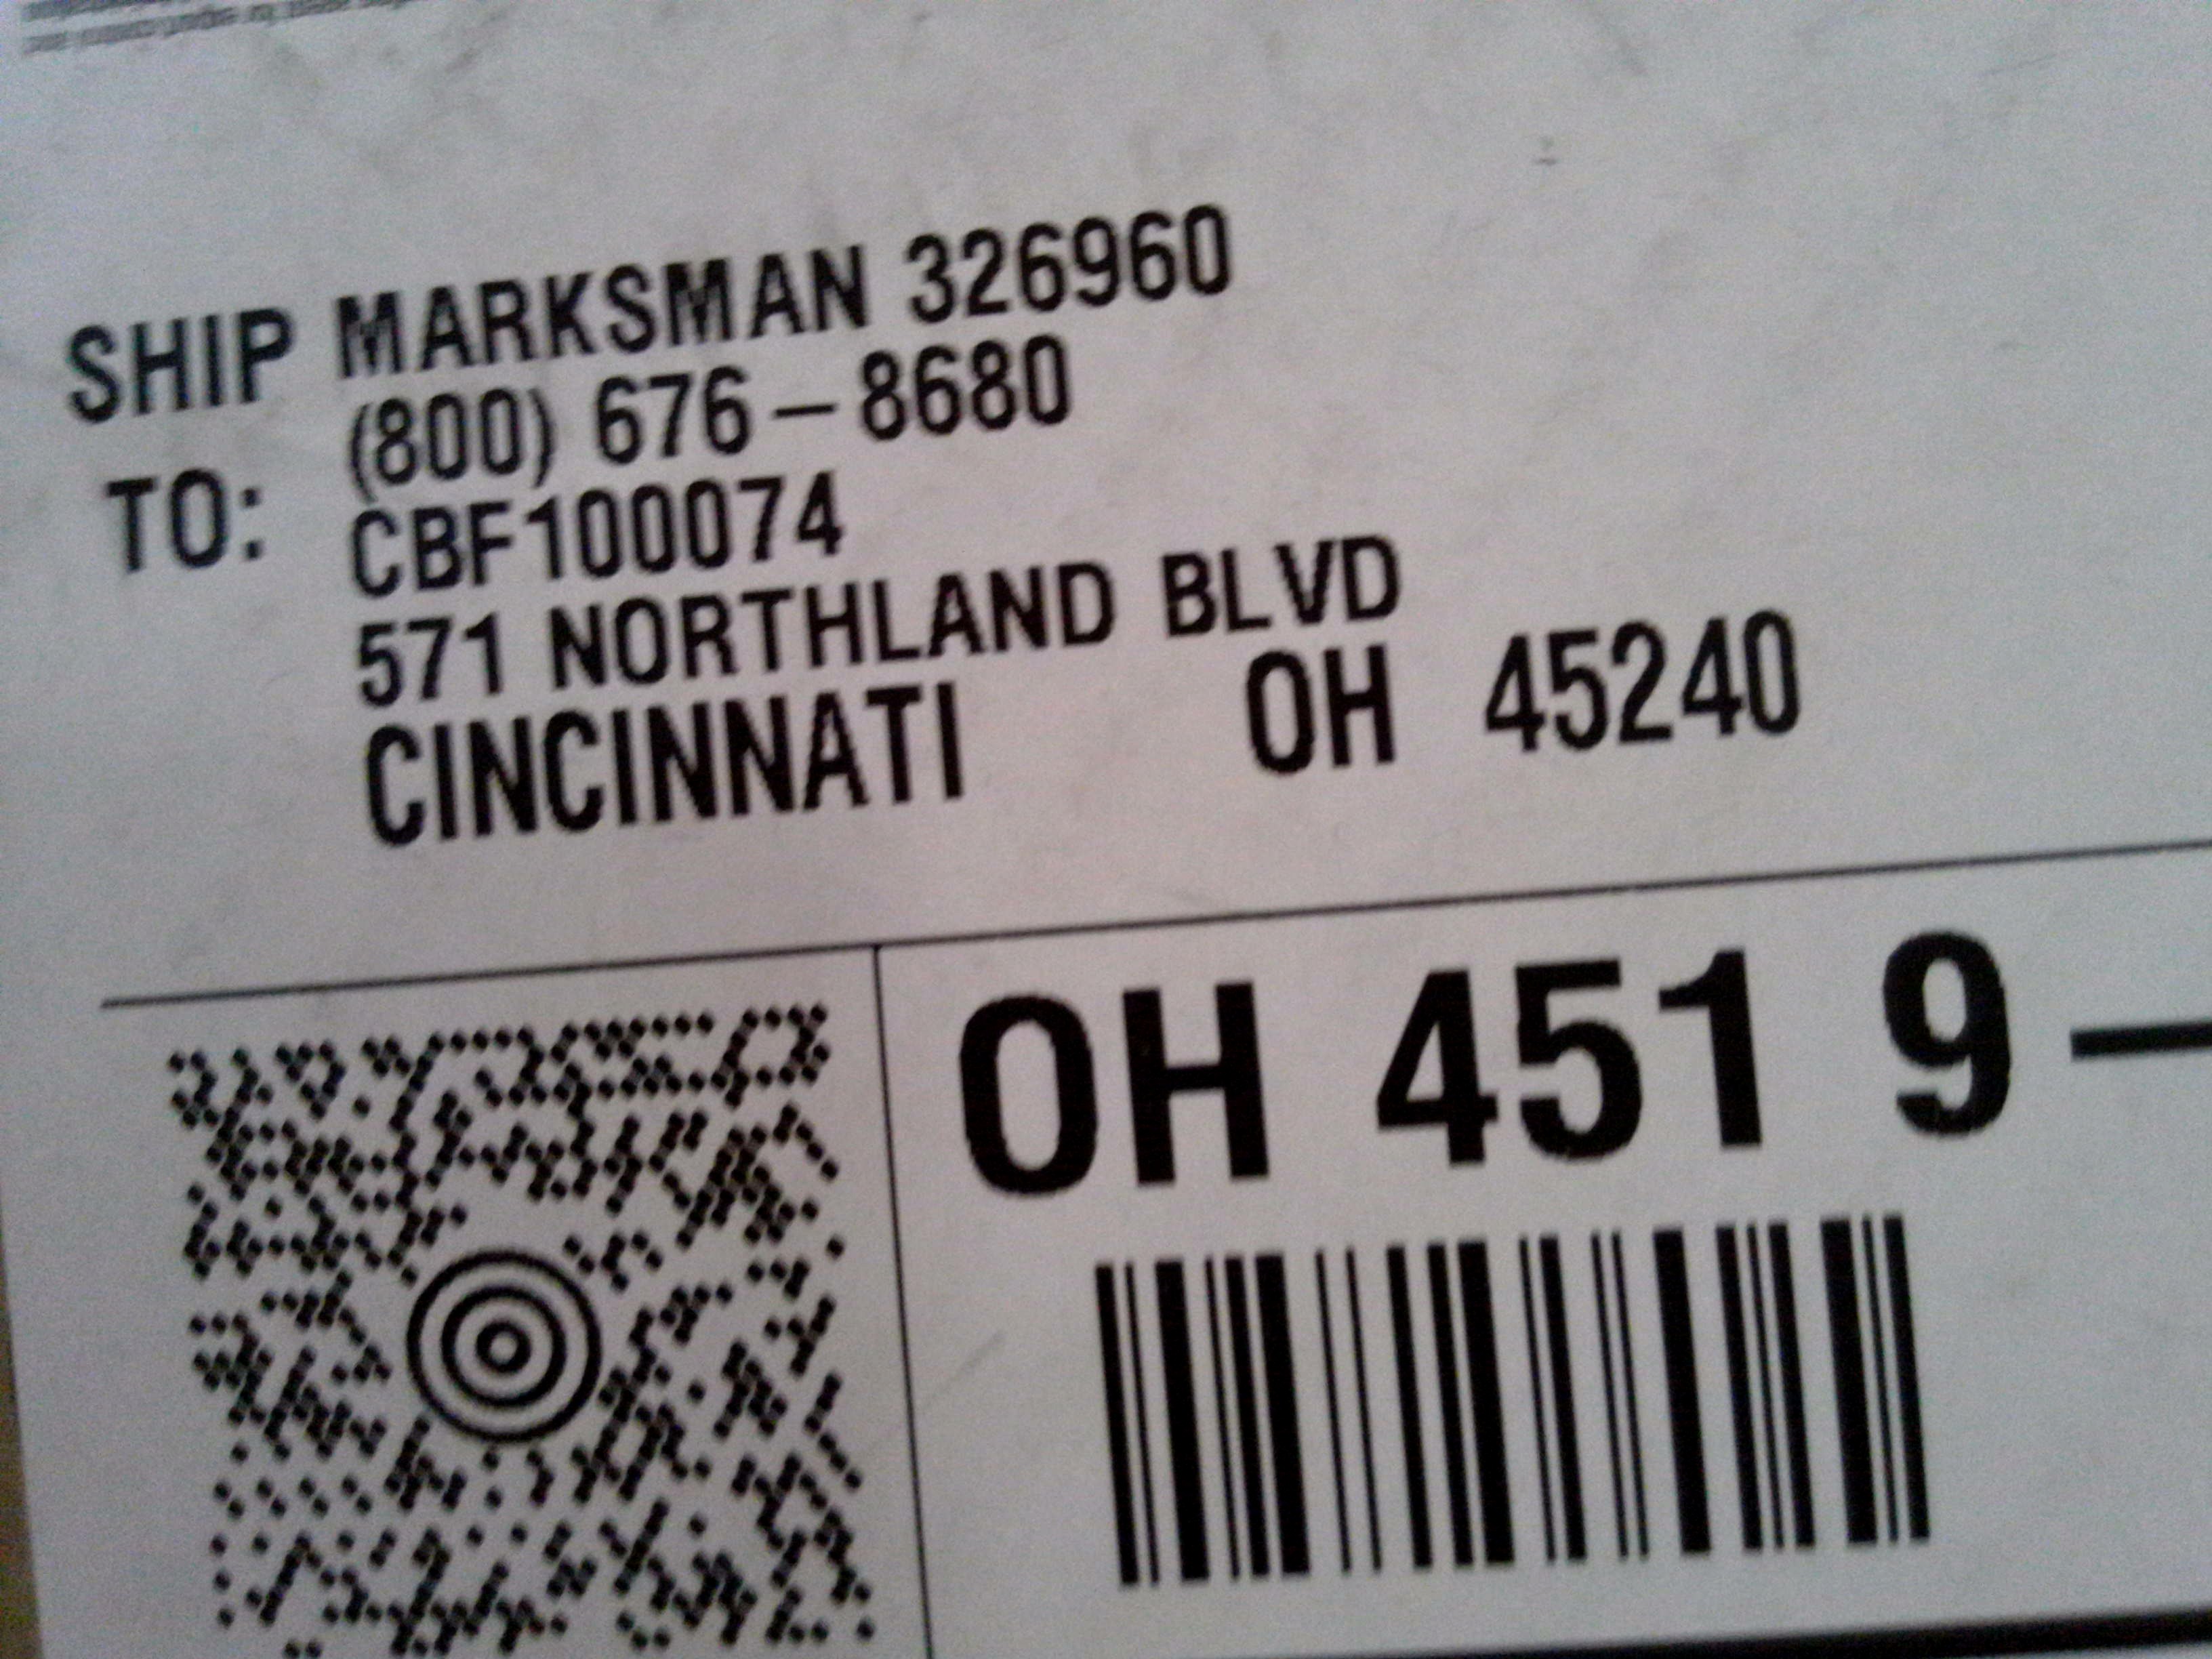 SHIP MARKSMAN 326960
(800) 676-8680
TO: CBF100074
571 NORTHLAND BLVD
CINCINNATI OH 45240
OH 451 9-